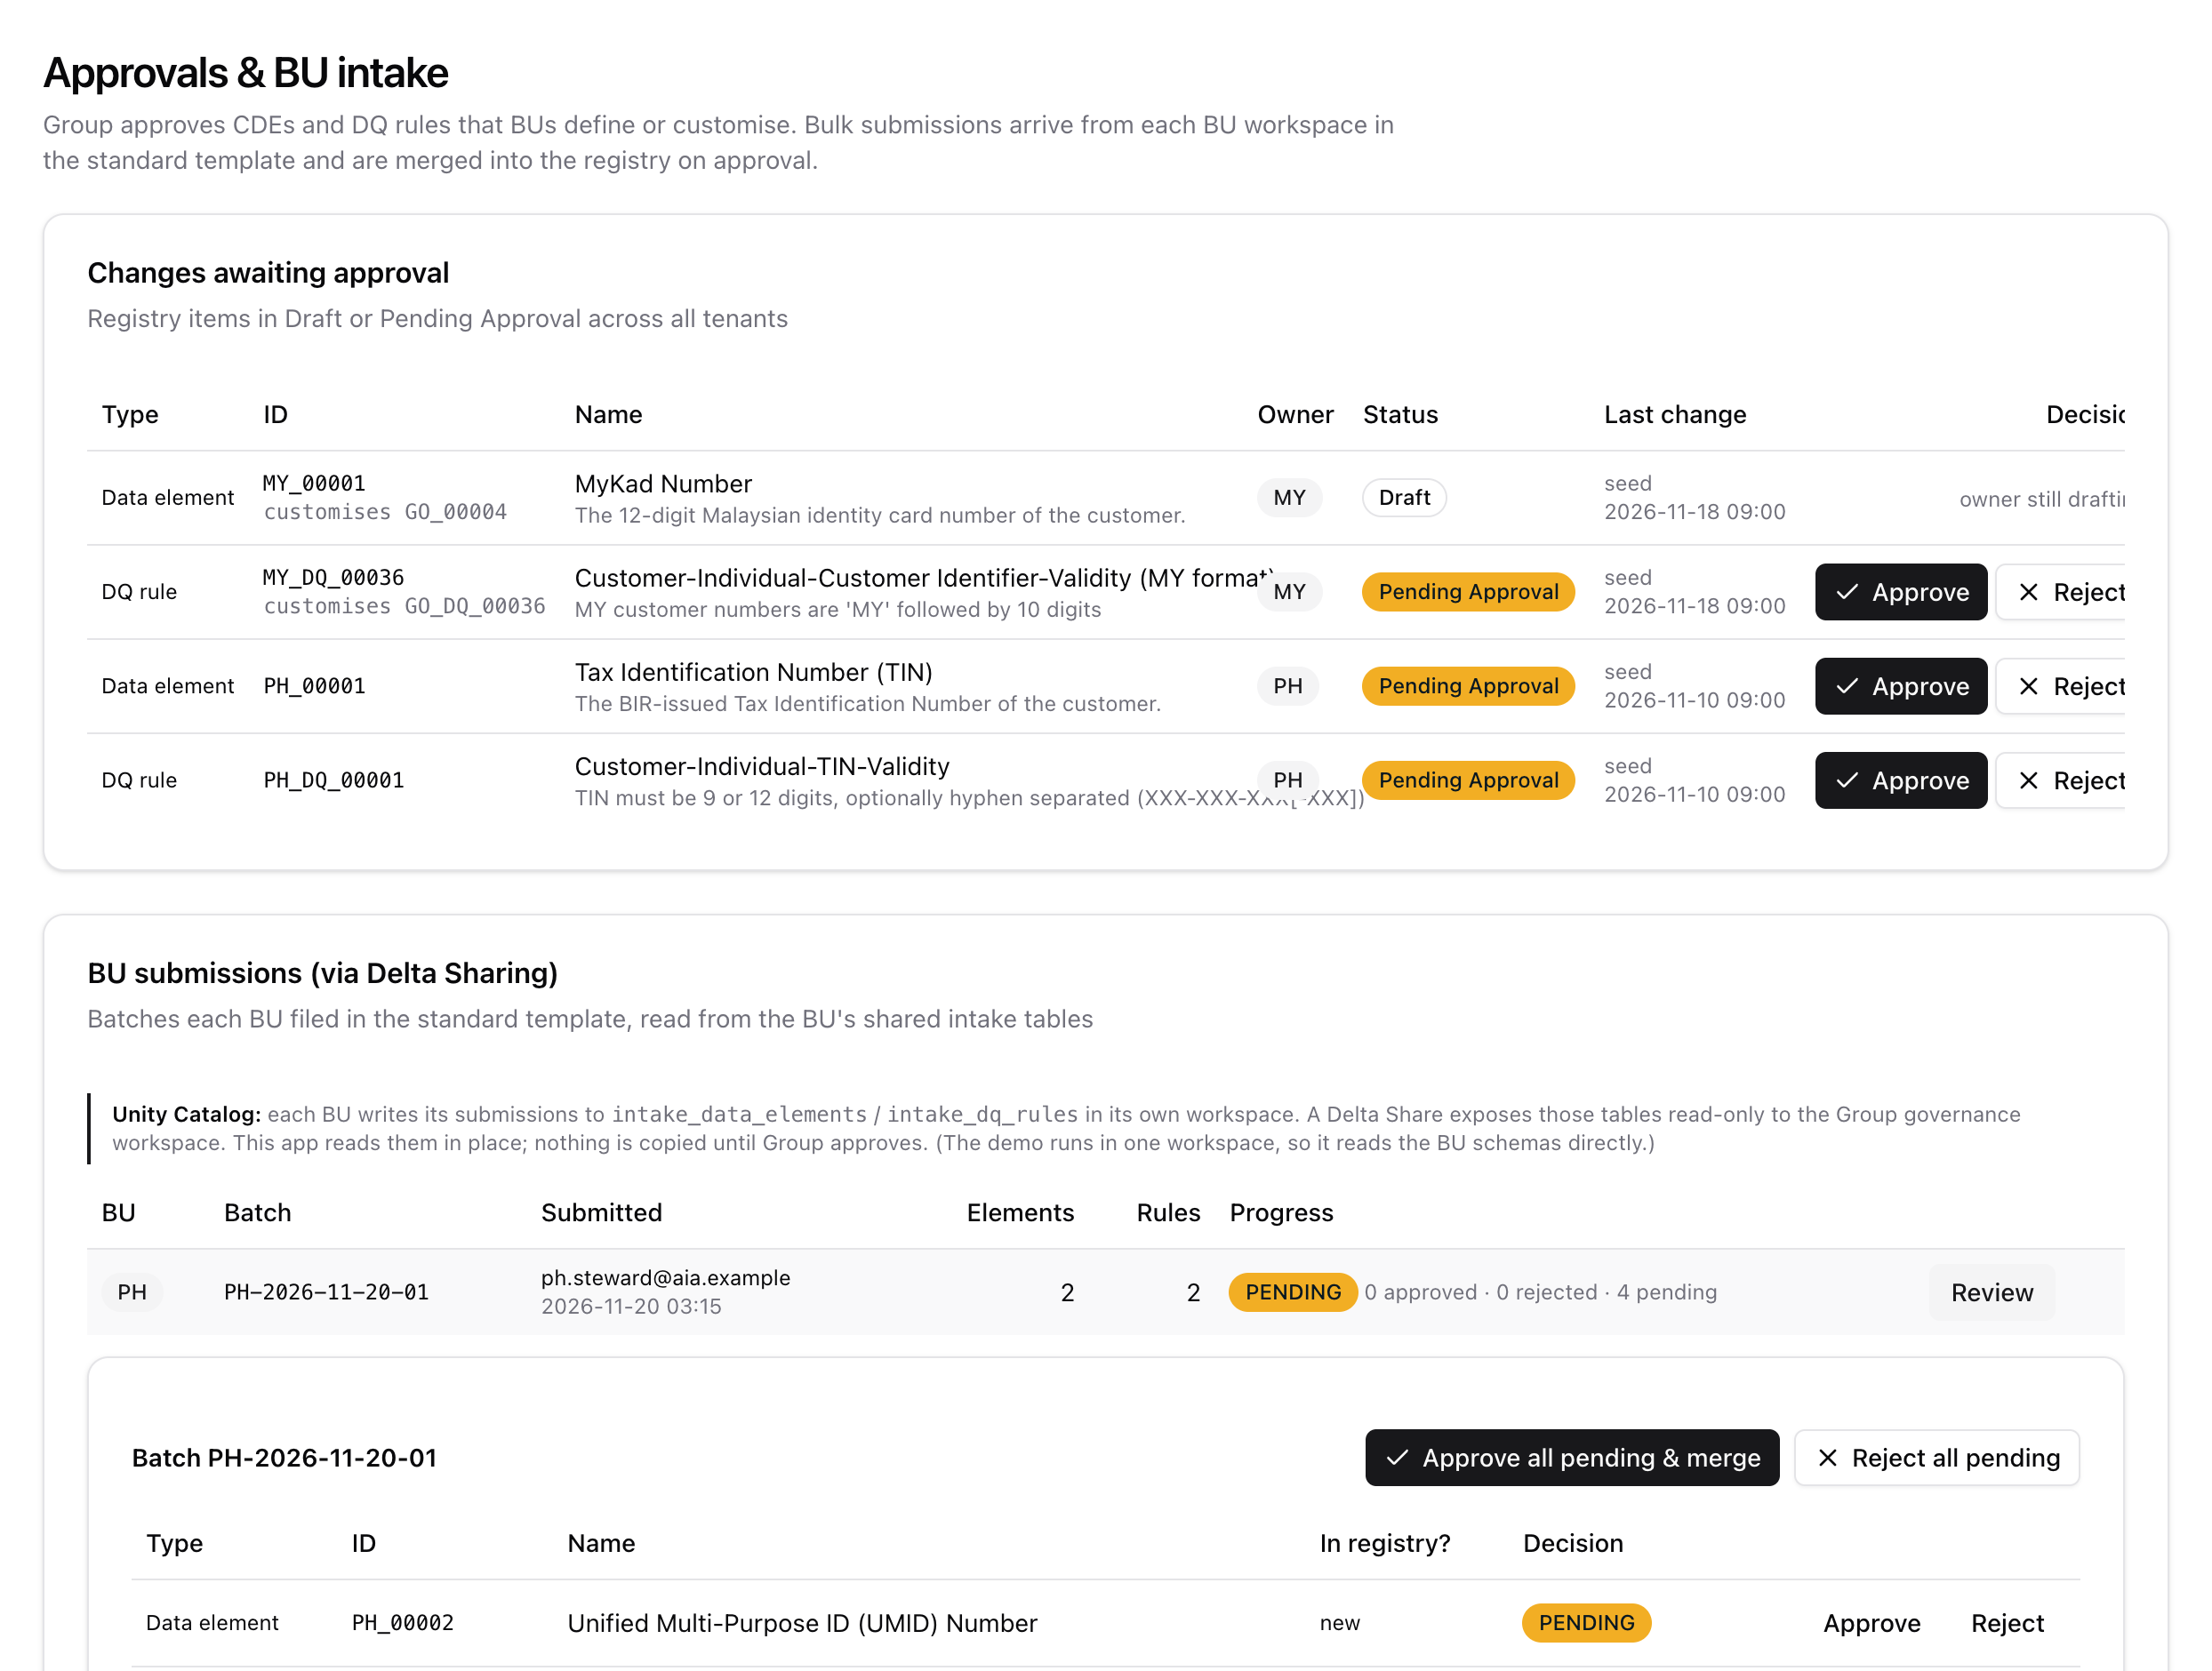 Approvals & BU intake
Group approves CDEs and DQ rules that BUs define or customise. Bulk submissions arrive from each BU workspace in
the standard template and are merged into the registry on approval.
Changes awaiting approval
Registry items in Draft or Pending Approval across all tenants
Type ID Name Owner Status Last change Decisio
Data element MY_00001 customises GO_00004 MyKad Number The 12-digit Malaysian identity card number of the customer. MY Draft seed 2026-11-18 09:00 owner still draftin
DQ rule MY_DQ_00036 customises GO_DQ_00036 Customer-Individual-Customer Identifier-Validity (MY format) MY customer numbers are 'MY' followed by 10 digits MY Pending Approval seed 2026-11-18 09:00 Approve Reject
Data element PH_00001 Tax Identification Number (TIN) The BIR-issued Tax Identification Number of the customer. PH Pending Approval seed 2026-11-10 09:00 Approve Reject
DQ rule PH_DQ_00001 Customer-Individual-TIN-Validity TIN must be 9 or 12 digits, optionally hyphen separated (XXX-XXX-XXX[-XXX]) PH Pending Approval seed 2026-11-10 09:00 Approve Reject
BU submissions (via Delta Sharing)
Batches each BU filed in the standard template, read from the BU's shared intake tables
Unity Catalog: each BU writes its submissions to intake_data_elements / intake_dq_rules in its own workspace. A Delta Share exposes those tables read-only to the Group governance
workspace. This app reads them in place; nothing is copied until Group approves. (The demo runs in one workspace, so it reads the BU schemas directly.)
BU Batch Submitted Elements Rules Progress
PH PH-2026-11-20-01 ph.steward@aia.example 2026-11-20 03:15 2 2 PENDING 0 approved · 0 rejected · 4 pending Review
Batch PH-2026-11-20-01 Approve all pending & merge Reject all pending
Type ID Name In registry? Decision
Data element PH_00002 Unified Multi-Purpose ID (UMID) Number new PENDING Approve Reject